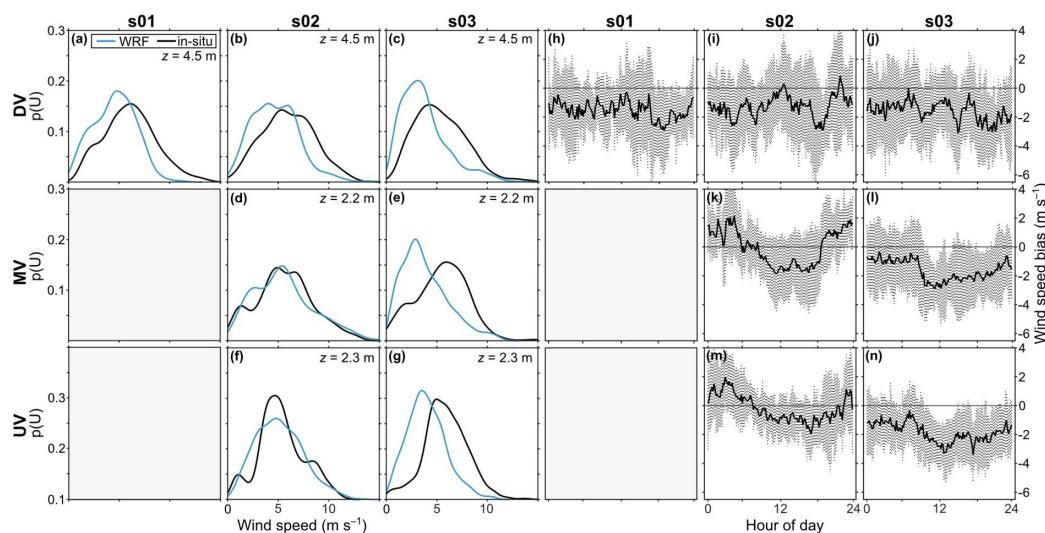 s01 s02 s03 s01 s02 s03
0.3 (a) WRF in-situ (b) z = 4.5 m (c) z = 4.5 m (h) (i) (j) 4
z = 4.5 m
2
0.2
0
DV
p(U)
-2
0.1
-4
-6
0.3 (d) z = 2.2 m (e) z = 2.2 m (k) (l) 4
2
0.2
0
MV
p(U)
-2
0.1
-4
-6
Wind speed bias (m s⁻¹)
(f) z = 2.3 m (g) z = 2.3 m (m) (n) 4
2
0.3
0
UV
p(U)
0.2
-2
-4
0.1
-6
0 5 10 0 5 10 0 12 24 0 12 24
Wind speed (m s⁻¹) Hour of day